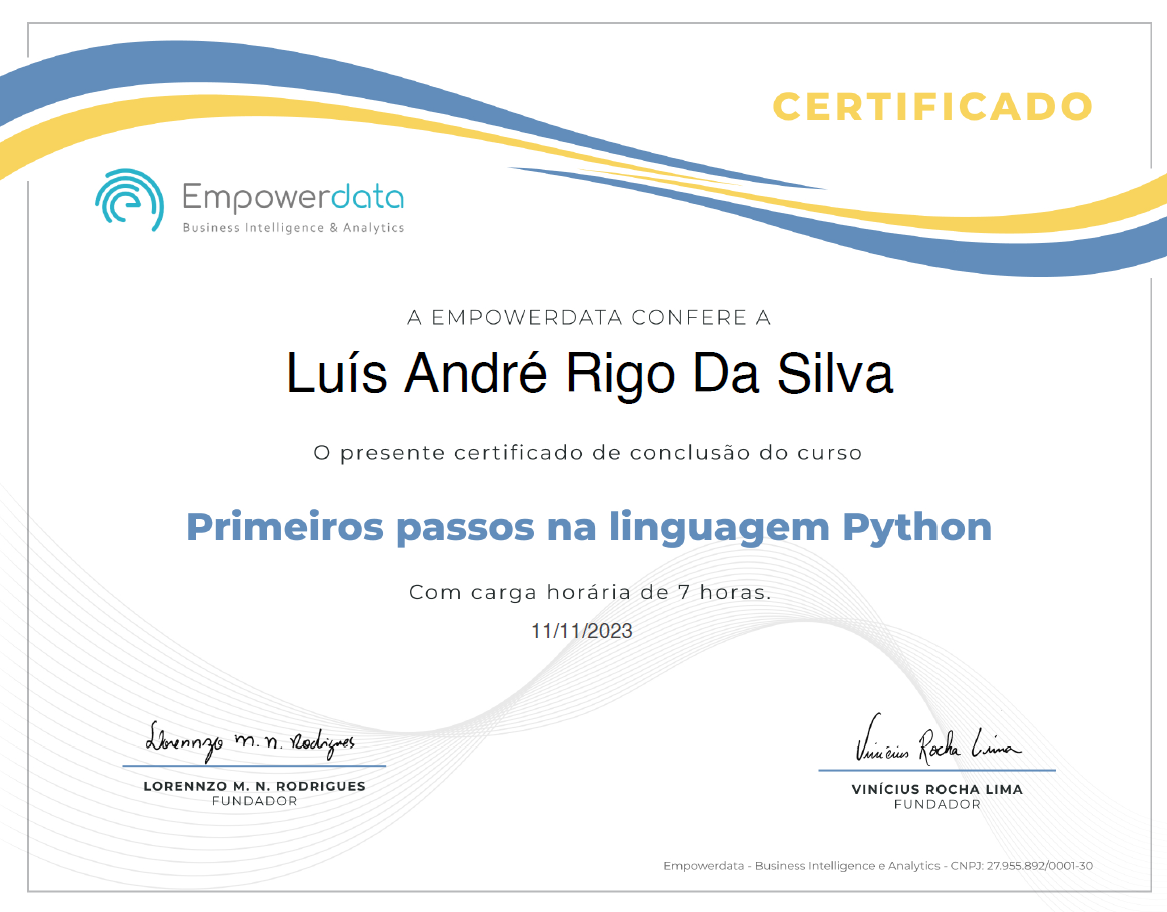 CERTIFICADO
Empowerdata
Business Intelligence & Analytics
A EMPOWERDATA CONFERE A
Luís André Rigo Da Silva
O presente certificado de conclusão do curso
Primeiros passos na linguagem Python
Com carga horária de 7 horas.
11/11/2023
Lorennzo M. N. Rodrigues
LORENNZO M. N. RODRIGUES
FUNDADOR
Vinícius Rocha Lima
VINÍCIUS ROCHA LIMA
FUNDADOR
Empowerdata - Business Intelligence e Analytics - CNPJ: 27.955.892/0001-30